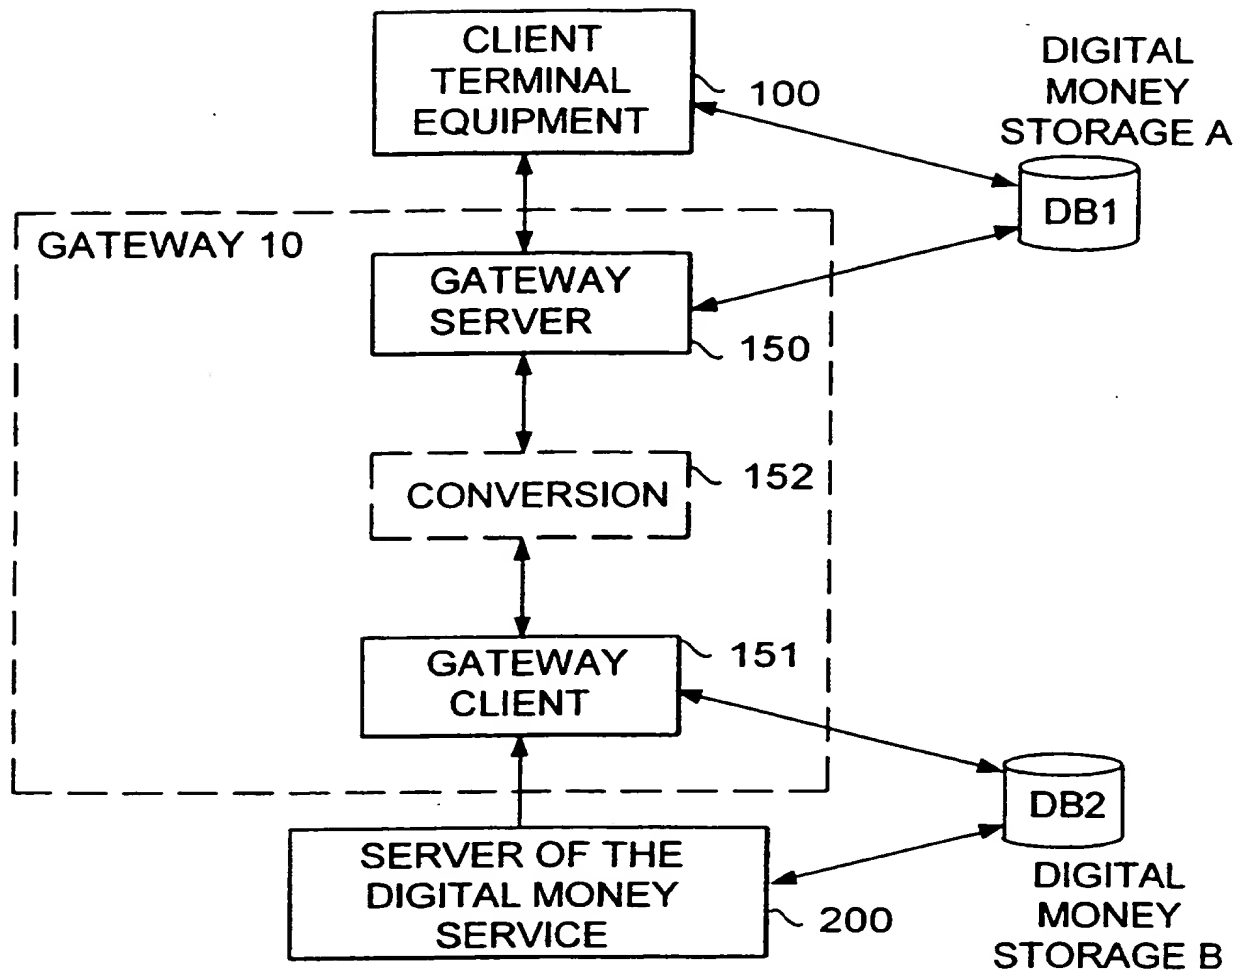 CLIENT
TERMINAL
EQUIPMENT
100
DIGITAL
MONEY
STORAGE A
DB1
GATEWAY 10
GATEWAY
SERVER
150
CONVERSION
152
GATEWAY
CLIENT
151
SERVER OF THE
DIGITAL MONEY
SERVICE
200
DB2
DIGITAL
MONEY
STORAGE B